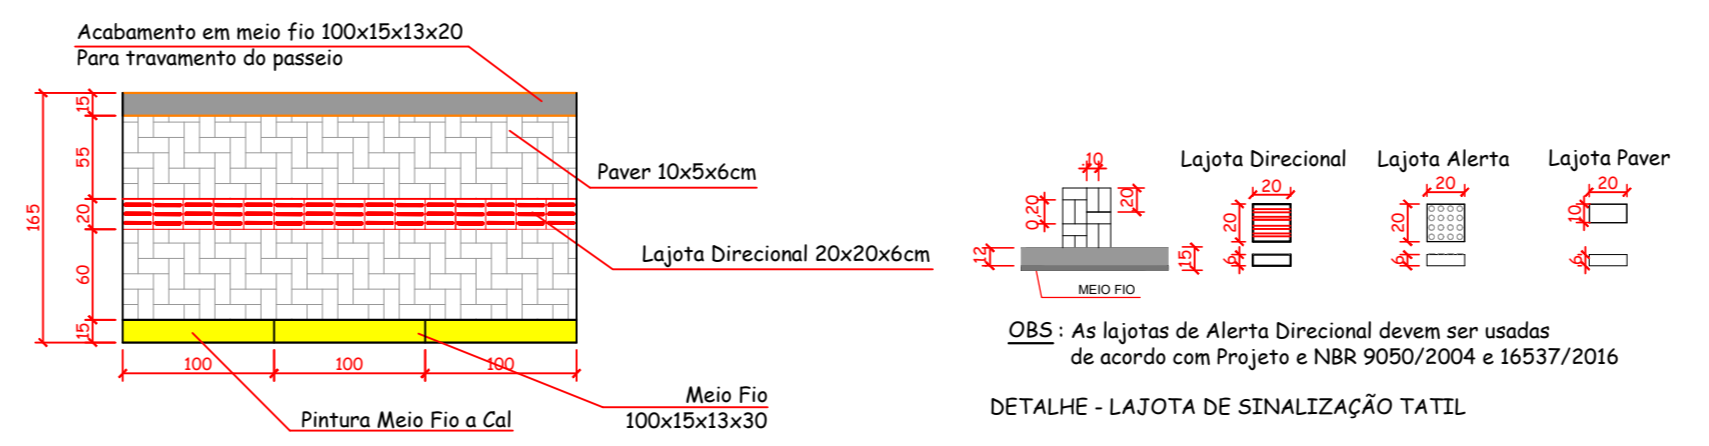 Acabamento em meio fio 100x15x13x20
Para travamento do passeio
15
55
20
60
15
165
100
100
100
Paver 10x5x6cm
Lajota Direcional 20x20x6cm
Meio Fio
100x15x13x30
Pintura Meio Fio a Cal
.10
0,20
.20
12
15
MEIO FIO
Lajota Direcional
20
20
6
Lajota Alerta
20
20
6
Lajota Paver
20
10
6
OBS : As lajotas de Alerta Direcional devem ser usadas
de acordo com Projeto e NBR 9050/2004 e 16537/2016
DETALHE - LAJOTA DE SINALIZAÇÃO TATIL